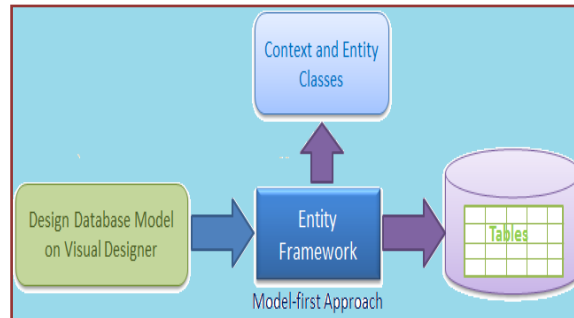 Context and Entity
Classes
Design Database Model
on Visual Designer
Entity
Framework
Tables
Model-first Approach